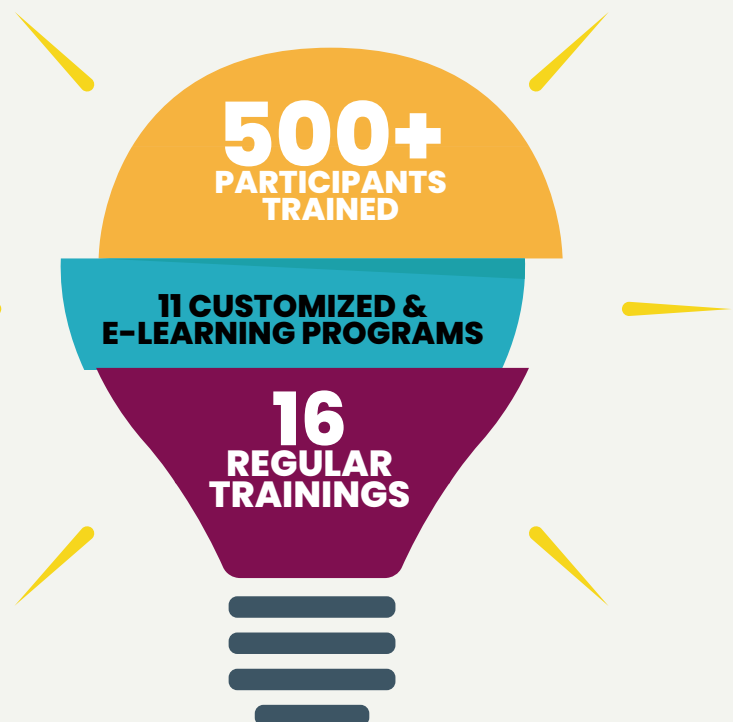 500+
PARTICIPANTS
TRAINED
11 CUSTOMIZED &
E-LEARNING PROGRAMS
16
REGULAR
TRAININGS